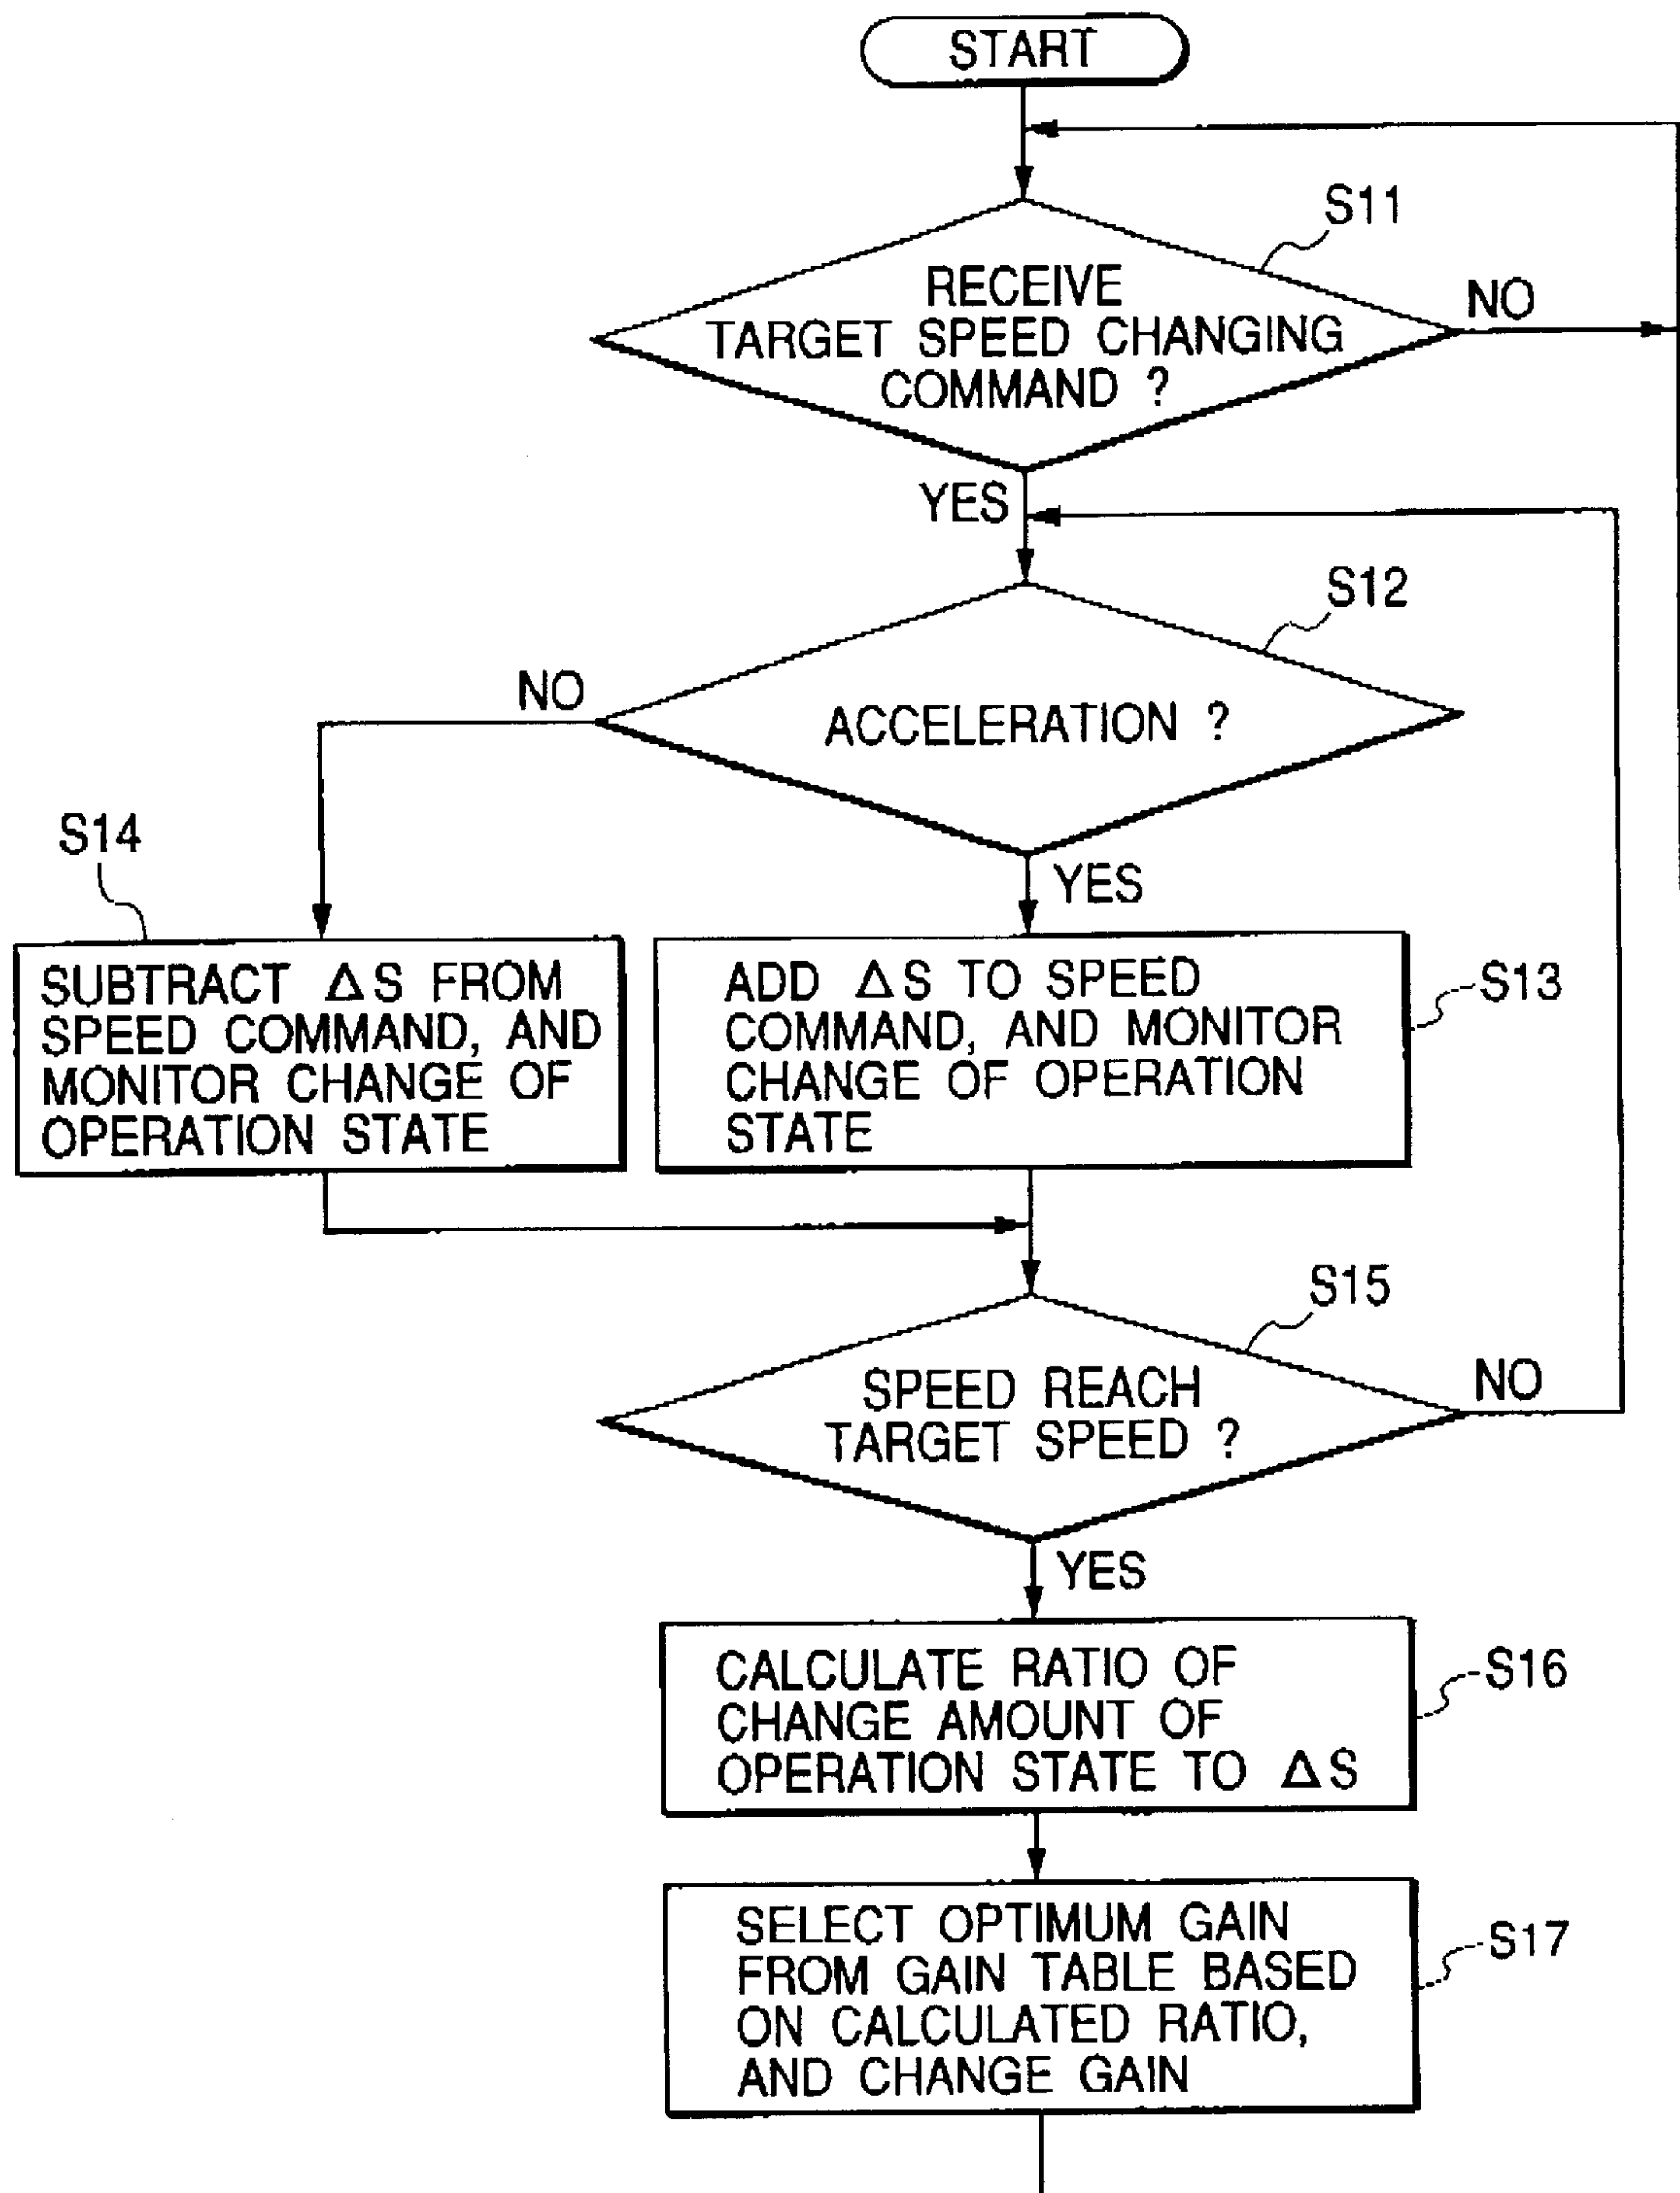 START
S11
RECEIVE
TARGET SPEED CHANGING
COMMAND ?
NO
YES
S12
NO
ACCELERATION ?
YES
S14
SUBTRACT ΔS FROM
SPEED COMMAND, AND
MONITOR CHANGE OF
OPERATION STATE
ADD ΔS TO SPEED
COMMAND, AND MONITOR
CHANGE OF OPERATION
STATE
S13
S15
SPEED REACH
TARGET SPEED ?
NO
YES
CALCULATE RATIO OF
CHANGE AMOUNT OF
OPERATION STATE TO ΔS
S16
SELECT OPTIMUM GAIN
FROM GAIN TABLE BASED
ON CALCULATED RATIO,
AND CHANGE GAIN
S17